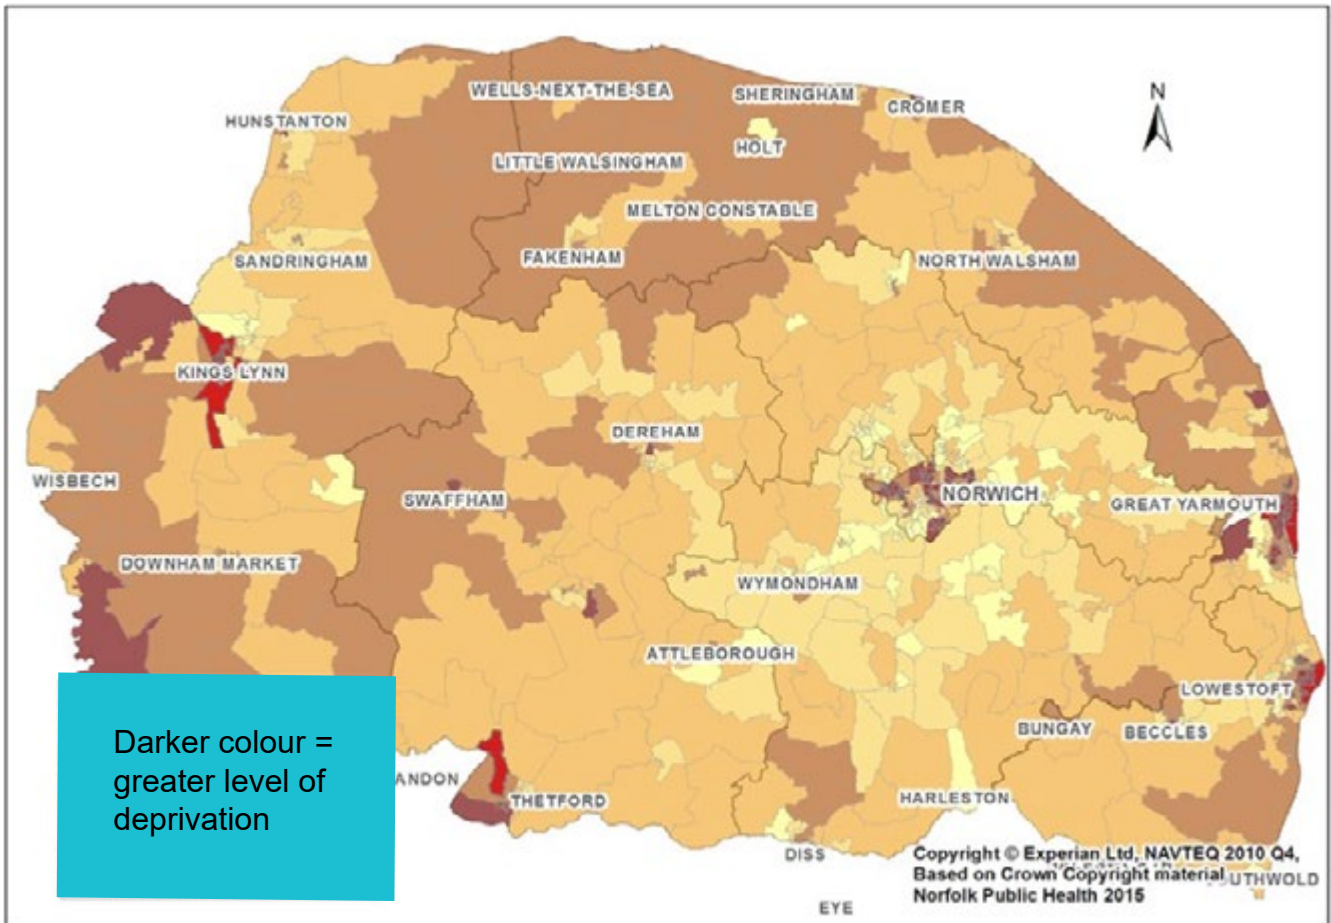 WELLS-NEXT-THE-SEA
SHERINGHAM
CROMER
N
HUNSTANTON
HOLT
LITTLE WALSINGHAM
MELTON CONSTABLE
SANDRINGHAM
FAKENHAM
NORTH WALSHAM
KINGS LYNN
DEREHAM
WISBECH
SWAFFHAM
NORWICH
GREAT YARMOUTH
DOWNHAM MARKET
WYMONDHAM
ATTLEBOROUGH
LOWESTOFT
BUNGAY
BECCLES
Darker colour =
greater level of
deprivation
ANDON
THETFORD
HARLESTON
DISS
Copyright © Experian Ltd, NAVTEQ 2010 Q4,
Based on Crown Copyright material
Norfolk Public Health 2015
OUTHWOLD
EYE